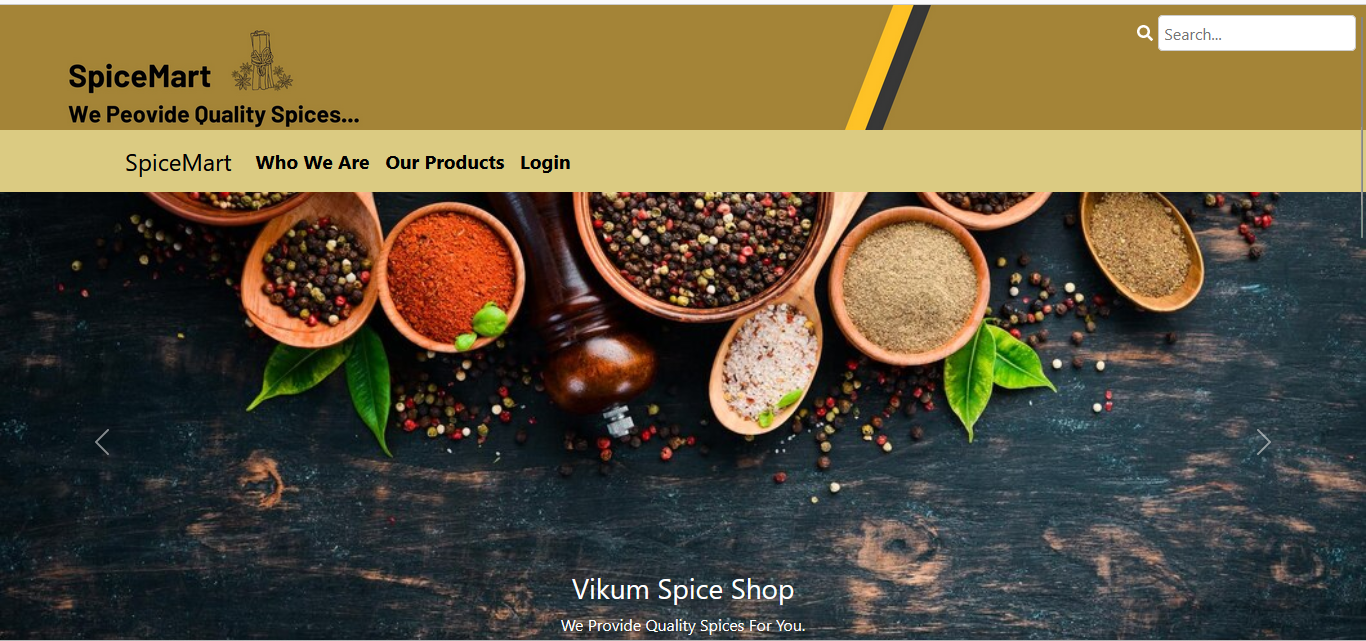 Search...
SpiceMart
We Peovide Quality Spices...
SpiceMart Who We Are Our Products Login
Vikum Spice Shop
We Provide Quality Spices For You.